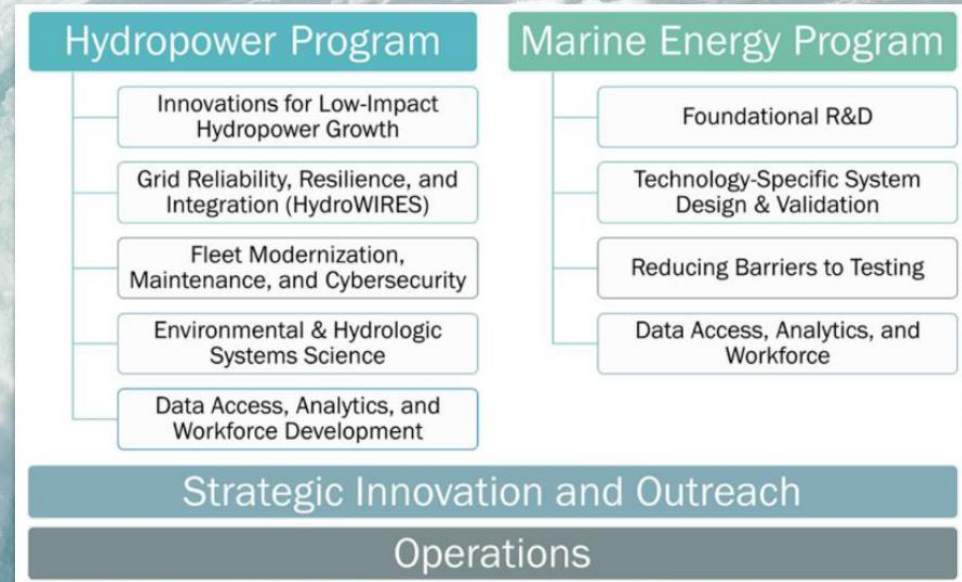 Hydropower Program
Innovations for Low-Impact
Hydropower Growth
Grid Reliability, Resilience, and
Integration (HydroWIRES)
Fleet Modernization,
Maintenance, and Cybersecurity
Environmental & Hydrologic
Systems Science
Data Access, Analytics, and
Workforce Development
Marine Energy Program
Foundational R&D
Technology-Specific System
Design & Validation
Reducing Barriers to Testing
Data Access, Analytics, and
Workforce
Strategic Innovation and Outreach
Operations